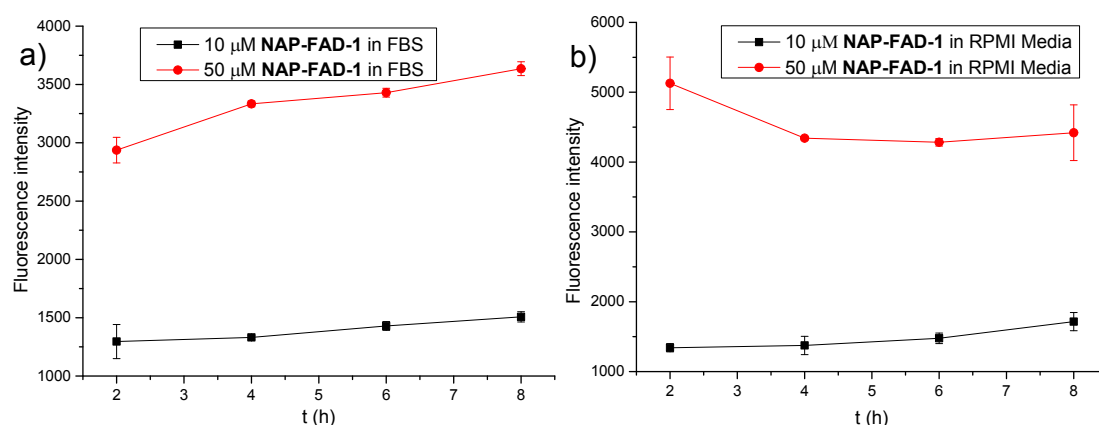 a)
10 μM NAP-FAD-1 in FBS
50 μM NAP-FAD-1 in FBS
Fluorescence intensity
4000
3500
3000
2500
2000
1500
1000
2 3 4 5 6 7 8
t (h)
b)
10 μM NAP-FAD-1 in RPMI Media
50 μM NAP-FAD-1 in RPMI Media
Fluorescence intensity
6000
5000
4000
3000
2000
1000
2 3 4 5 6 7 8
t (h)